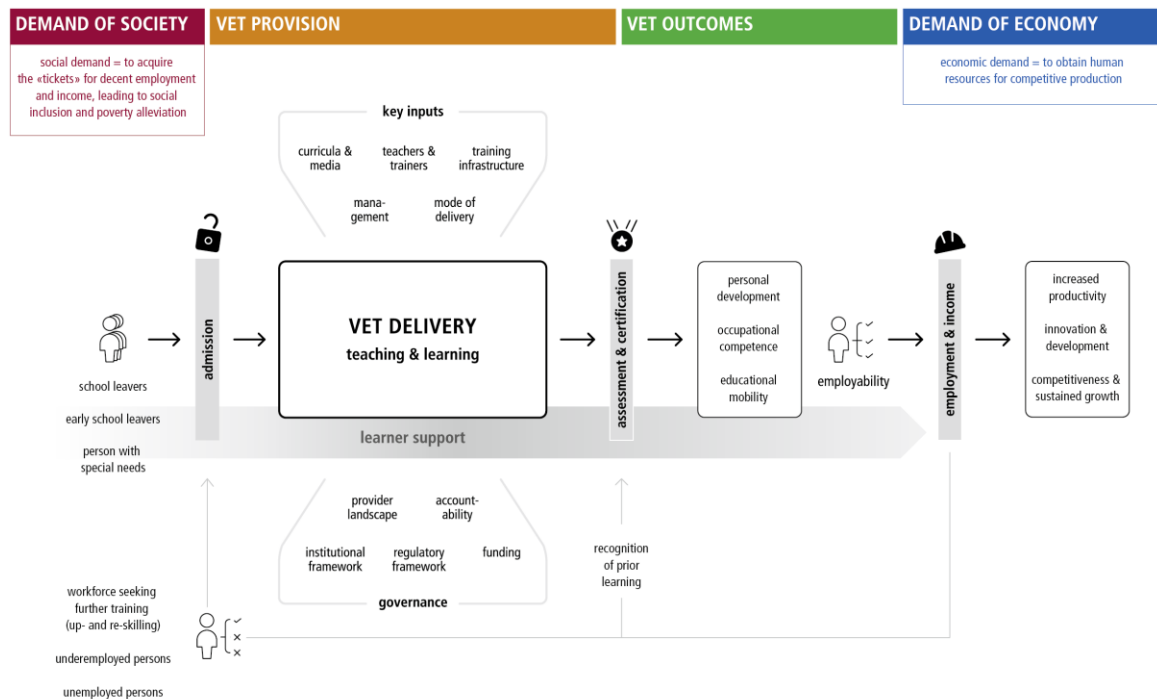 DEMAND OF SOCIETY
VET PROVISION
VET OUTCOMES
DEMAND OF ECONOMY
social demand = to acquire
the «tickets» for decent employment
and income, leading to social
inclusion and poverty alleviation
economic demand = to obtain human
resources for competitive production
key inputs
curricula &
media
teachers &
trainers
training
infrastructure
mana-
gement
mode of
delivery
school leavers
early school leavers
person with
special needs
admission
VET DELIVERY
teaching & learning
learner support
assessment & certification
personal
development
occupational
competence
educational
mobility
employability
employment & income
increased
productivity
innovation &
development
competitiveness &
sustained growth
provider
landscape
account-
ability
institutional
framework
regulatory
framework
funding
governance
recognition
of prior
learning
workforce seeking
further training
(up- and re-skilling)
underemployed persons
unemployed persons